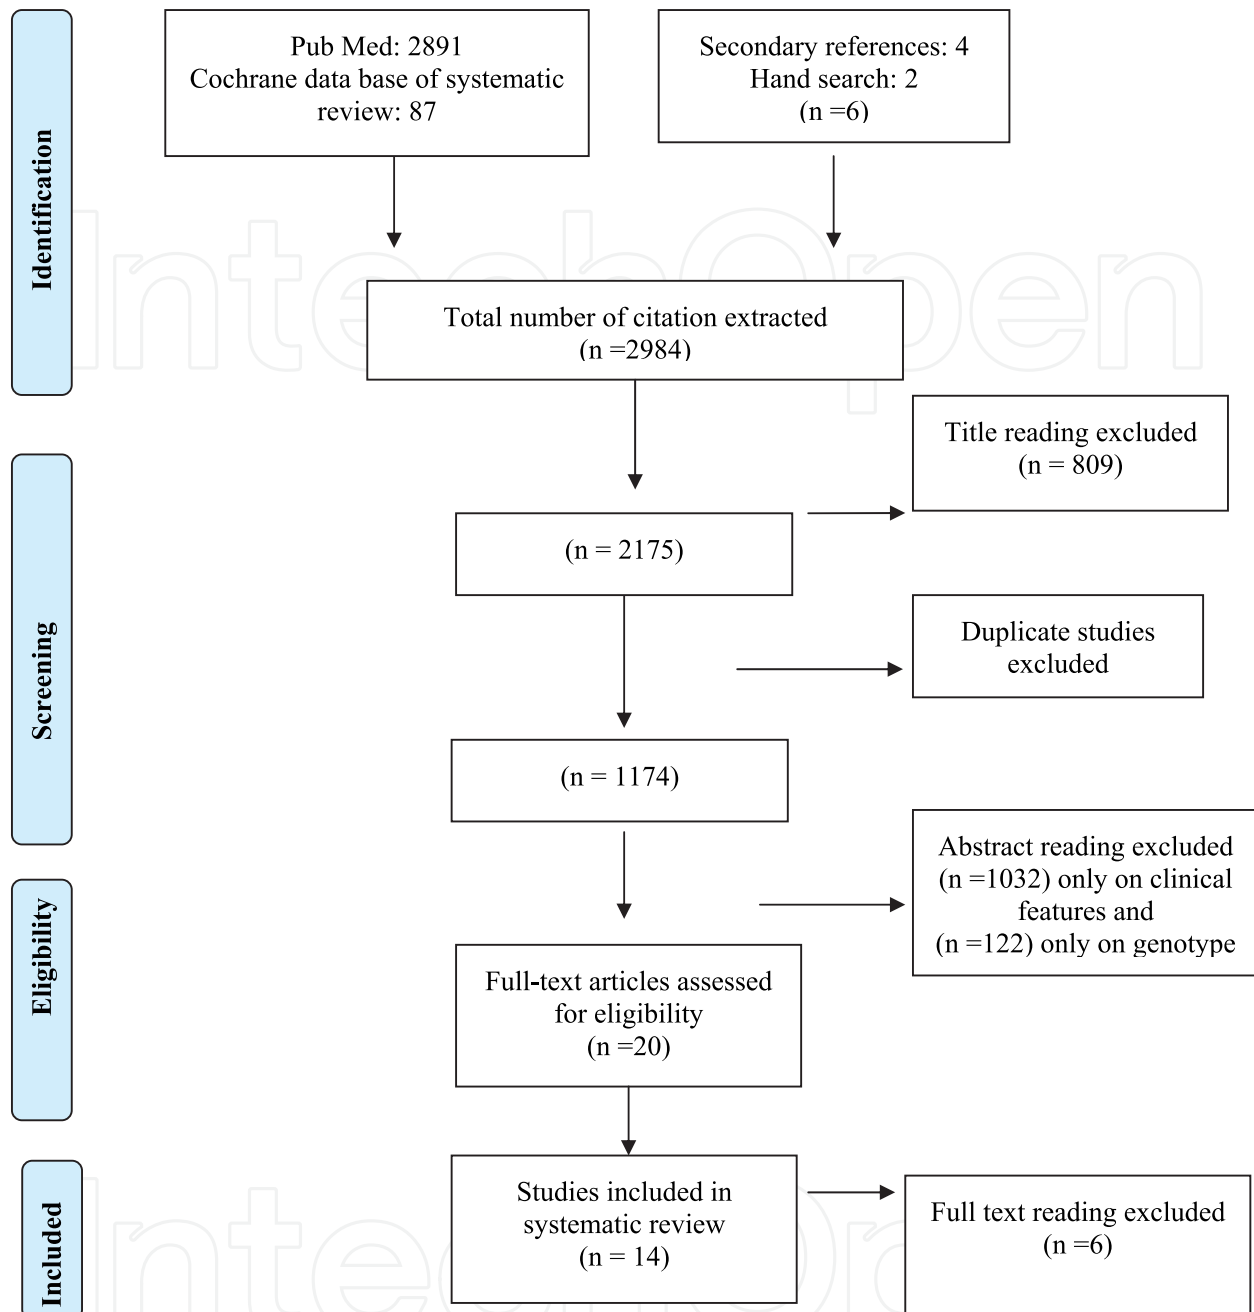 Identification
Pub Med: 2891
Cochrane data base of systematic
review: 87
Secondary references: 4
Hand search: 2
(n =6)
Total number of citation extracted
(n =2984)
Title reading excluded
(n = 809)
Screening
(n = 2175)
Duplicate studies
excluded
(n = 1174)
Abstract reading excluded
(n =1032) only on clinical
features and
(n =122) only on genotype
Eligibility
Full-text articles assessed
for eligibility
(n =20)
Included
Studies included in
systematic review
(n = 14)
Full text reading excluded
(n =6)
IntechOpen
IntechOpen